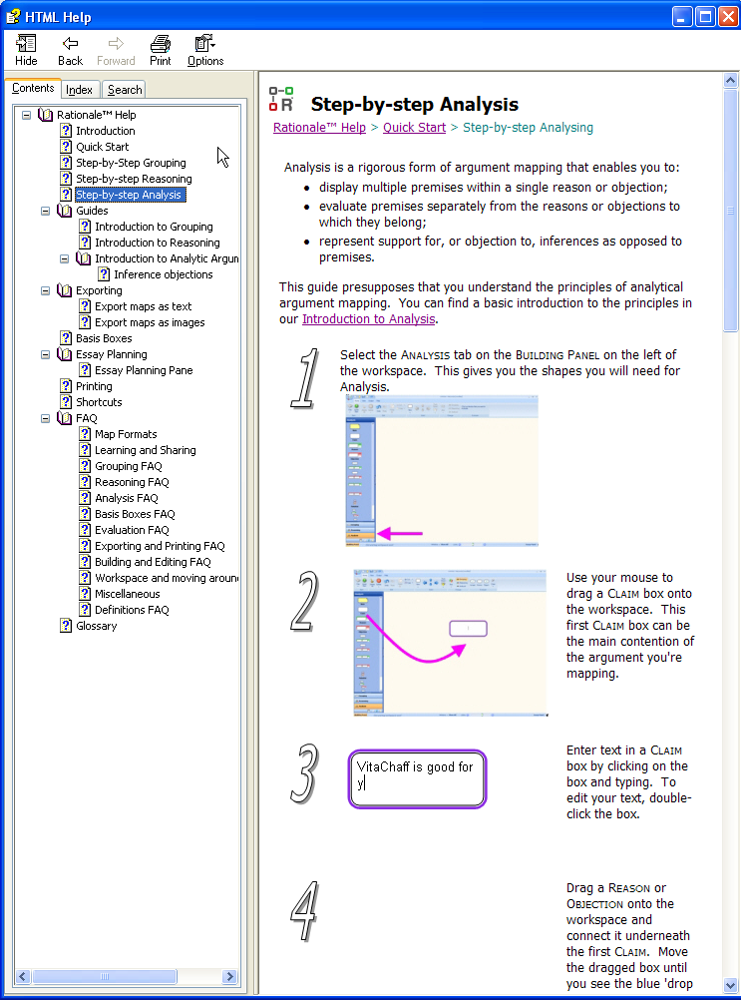 HTML Help
Hide Back Forward Print Options
Contents Index Search
Rationale™ Help
Introduction
Quick Start
Step-by-Step Grouping
Step-by-step Reasoning
Step-by-step Analysis
Guides
Introduction to Grouping
Introduction to Reasoning
Introduction to Analytic Argun
Inference objections
Exporting
Export maps as text
Export maps as images
Basis Boxes
Essay Planning
Essay Planning Pane
Printing
Shortcuts
FAQ
Map Formats
Learning and Sharing
Grouping FAQ
Reasoning FAQ
Analysis FAQ
Basis Boxes FAQ
Evaluation FAQ
Exporting and Printing FAQ
Building and Editing FAQ
Workspace and moving aroun
Miscellaneous
Definitions FAQ
Glossary
R
Step-by-step Analysis
Rationale™ Help > Quick Start > Step-by-step Analysing
Analysis is a rigorous form of argument mapping that enables you to:
• display multiple premises within a single reason or objection;
• evaluate premises separately from the reasons or objections to
which they belong;
• represent support for, or objection to, inferences as opposed to
premises.
This guide presupposes that you understand the principles of analytical
argument mapping. You can find a basic introduction to the principles in
our Introduction to Analysis.
1
Select the ANALYSIS tab on the BUILDING PANEL on the left of
the workspace. This gives you the shapes you will need for
Analysis.
2
Use your mouse to
drag a CLAIM box onto
the workspace. This
first CLAIM box can be
the main contention of
the argument you're
mapping.
3
VitaChaff is good for
y
Enter text in a CLAIM
box by clicking on the
box and typing. To
edit your text, double-
click the box.
4
Drag a REASON or
OBJECTION onto the
workspace and
connect it underneath
the first CLAIM. Move
the dragged box until
you see the blue 'drop